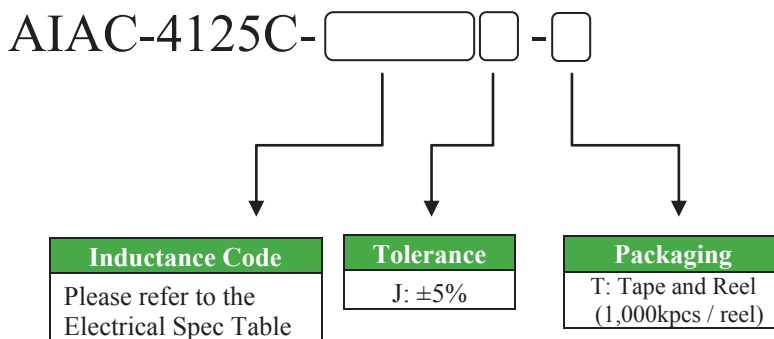 AIAC-4125C- -
Inductance Code
Please refer to the
Electrical Spec Table
Tolerance
J: ±5%
Packaging
T: Tape and Reel
(1,000kpcs / reel)